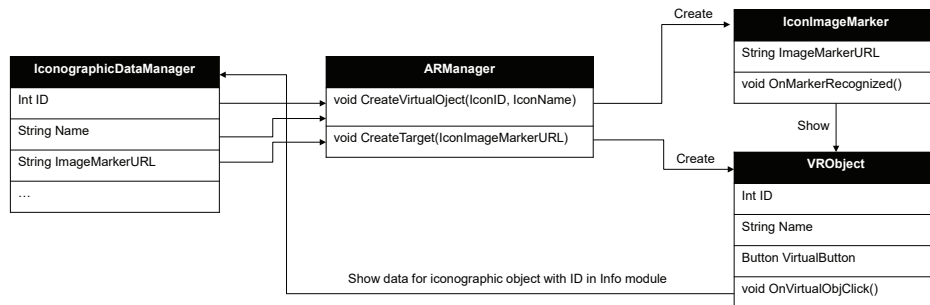 IconographicDataManager
Int ID
String Name
String ImageMarkerURL
…
ARManager
void CreateVirtualOject(IconID, IconName)
void CreateTarget(IconImageMarkerURL)
Create
IconImageMarker
String ImageMarkerURL
void OnMarkerRecognized()
Show
Create
VRObject
Int ID
String Name
Button VirtualButton
void OnVirtualObjClick()
Show data for iconographic object with ID in Info module